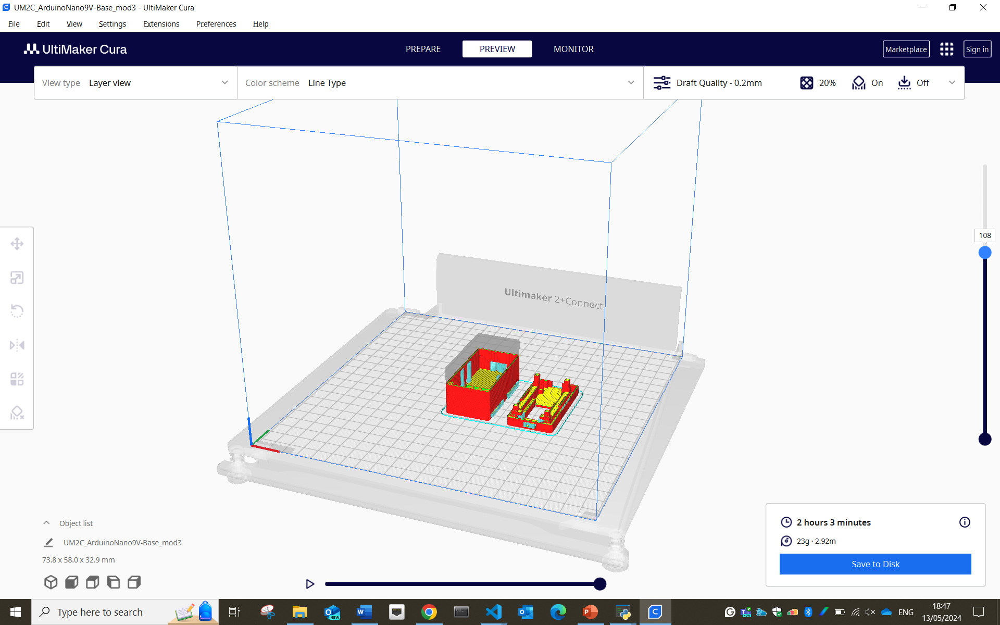 UM2C_ArduinoNano9V-Base_mod3 - UltiMaker Cura
File Edit View Settings Extensions Preferences Help
UltiMaker Cura PREPARE PREVIEW MONITOR Marketplace Sign in
View type Layer view Color scheme Line Type Draft Quality - 0.2mm 20% On Off
108
Ultimaker 2+Connect
Object list
UM2C_ArduinoNano9V-Base_mod3
73.8 x 58.0 x 32.9 mm
2 hours 3 minutes
23g · 2.92m
Save to Disk
Type here to search
NEW
ENG
18:47
13/05/2024